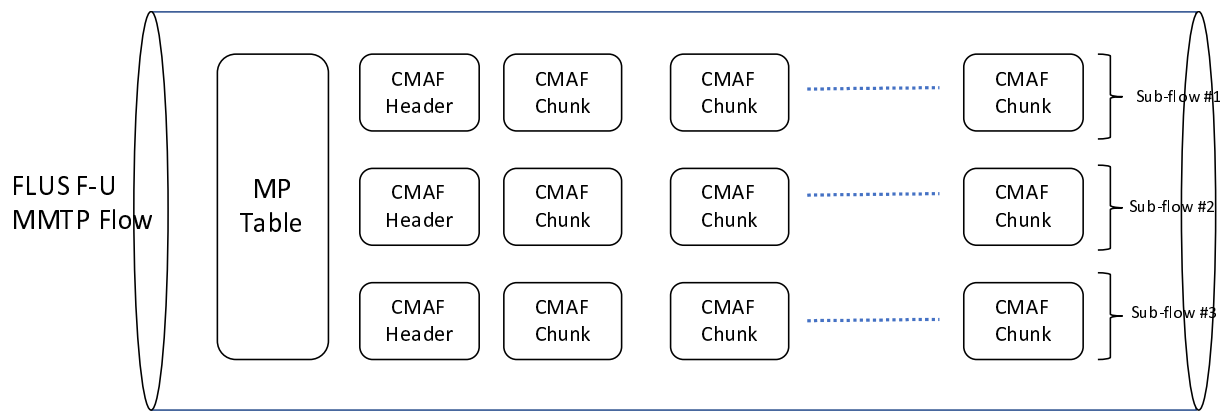 FLUS F-U
MMTP Flow
MP
Table
CMAF
Header
CMAF
Chunk
CMAF
Chunk
CMAF
Chunk
Sub-flow #1
CMAF
Header
CMAF
Chunk
CMAF
Chunk
CMAF
Chunk
Sub-flow #2
CMAF
Header
CMAF
Chunk
CMAF
Chunk
CMAF
Chunk
Sub-flow #3